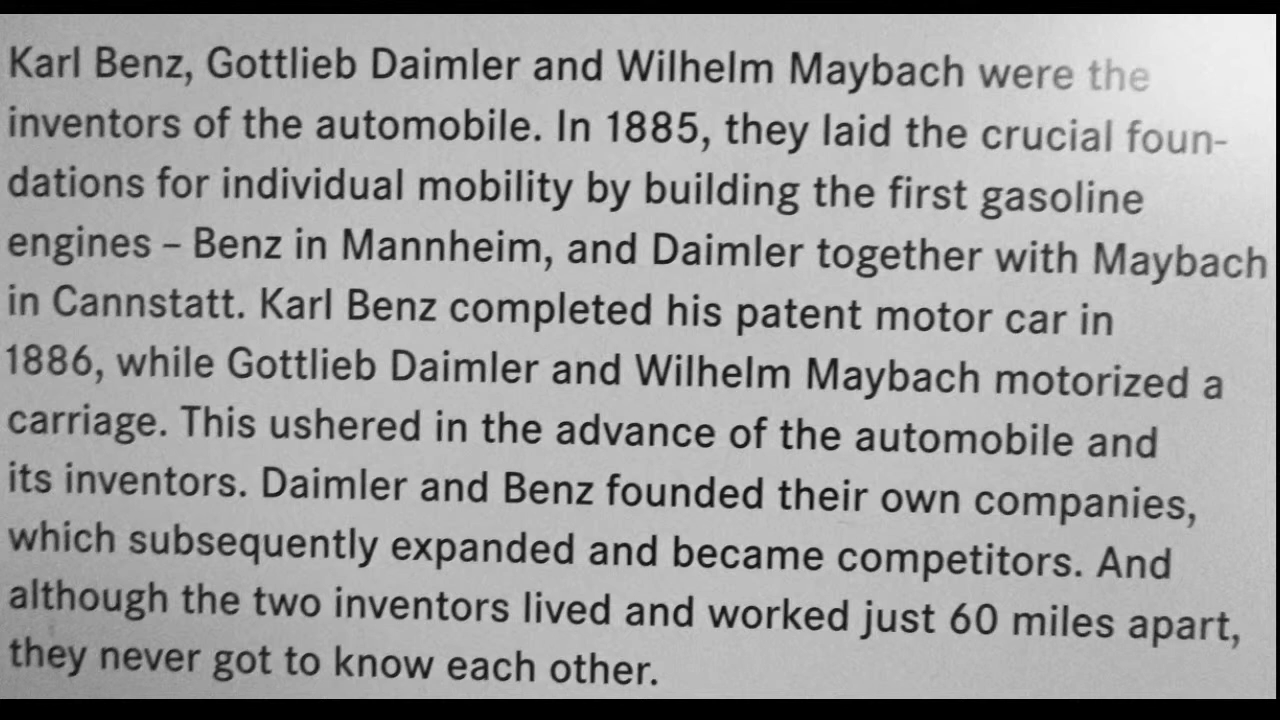 Karl Benz, Gottlieb Daimler and Wilhelm Maybach were the
inventors of the automobile. In 1885, they laid the crucial foun-
dations for individual mobility by building the first gasoline
engines – Benz in Mannheim, and Daimler together with Maybach
in Cannstatt. Karl Benz completed his patent motor car in
1886, while Gottlieb Daimler and Wilhelm Maybach motorized a
carriage. This ushered in the advance of the automobile and
its inventors. Daimler and Benz founded their own companies,
which subsequently expanded and became competitors. And
although the two inventors lived and worked just 60 miles apart,
they never got to know each other.